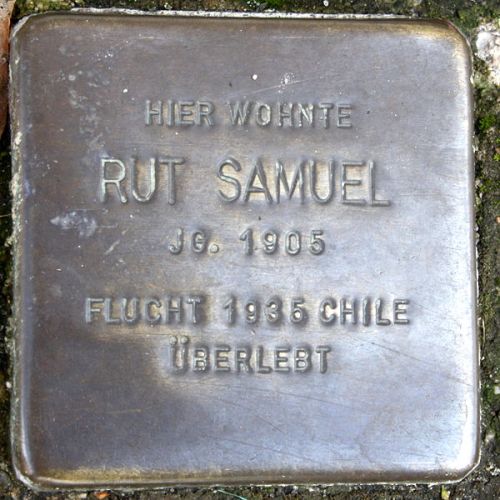 HIER WOHNTE
RUT SAMUEL
JG. 1905
FLUCHT 1935 CHILE
ÜBERLEBT